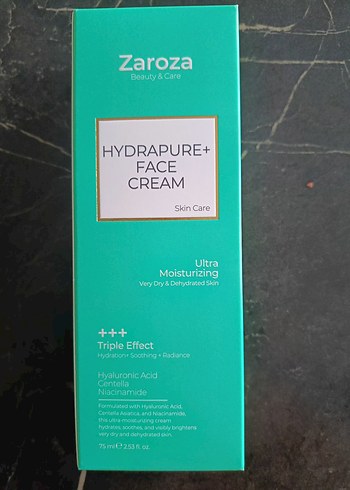 Zaroza
Beauty & Care
HYDRAPURE+
FACE
CREAM
Skin Care
Ultra
Moisturizing
Very Dry & Dehydrated Skin
+++
Triple Effect
Hydration+ Soothing + Radiance
Hyaluronic Acid
Centella
Niacinamide
Formulated with Hyaluronic Acid,
Centella Asiatica, and Niacinamide,
this ultra-moisturizing cream
hydrates, soothes, and visibly brightens
very dry and dehydrated skin.
75 ml ℮ / 2.53 fl. oz.